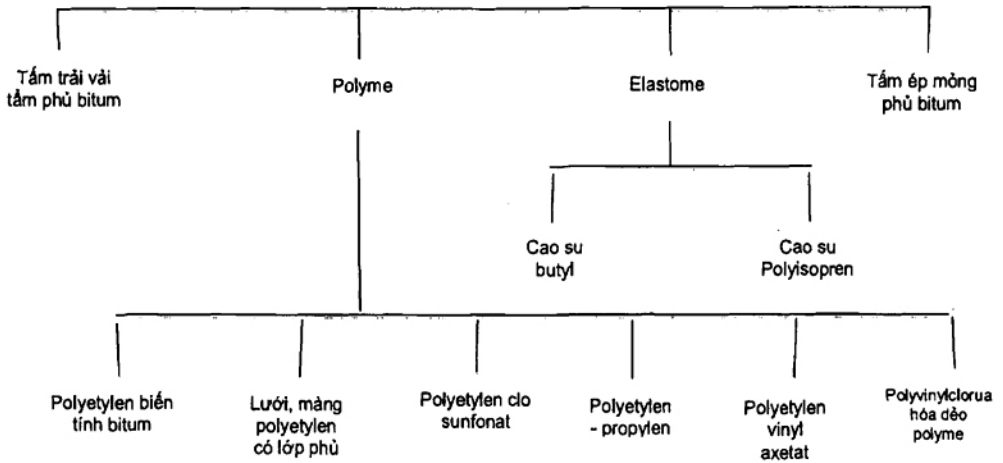 Tấm trải vải
tẩm phủ bitum
Polyme
Elastome
Tấm ép mỏng
phủ bitum
Cao su
butyl
Cao su
Polyisopren
Polyetylen biến
tính bitum
Lưới, màng
polyetylen
có lớp phủ
Polyetylen clo
sunfonat
Polyetylen
- propylen
Polyetylen
vinyl
axetat
Polyvinylclorua
hóa dẻo
polyme